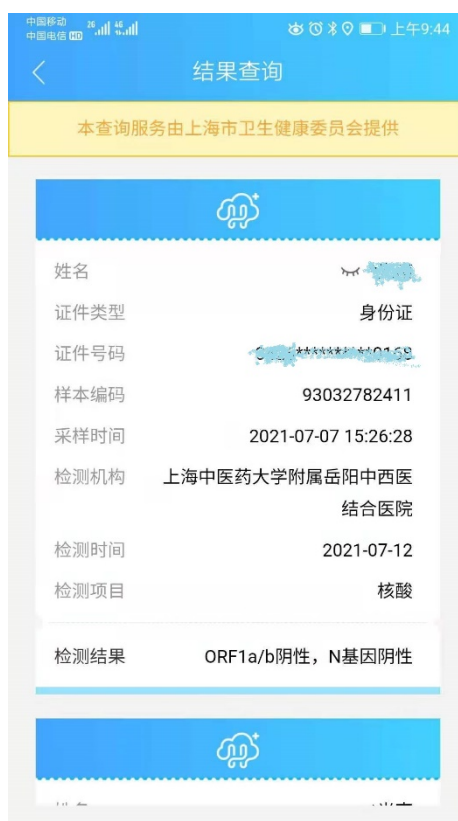 中国移动 26 46 上午9:44
中国电信 HD
结果查询
本查询服务由上海市卫生健康委员会提供
姓名
证件类型 身份证
证件号码
样本编码 93032782411
采样时间 2021-07-07 15:26:28
检测机构 上海中医药大学附属岳阳中西医
结合医院
检测时间 2021-07-12
检测项目 核酸
检测结果 ORF1a/b阴性，N基因阴性